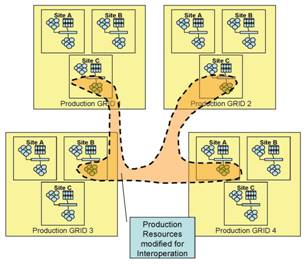 Site A
Site B
Site C
Production GRID
Site A
Site B
Site C
Production GRID 2
Site A
Site B
Site C
Production GRID 3
Site A
Site B
Site C
Production GRID 4
Production
Resources
modified for
Interoperation